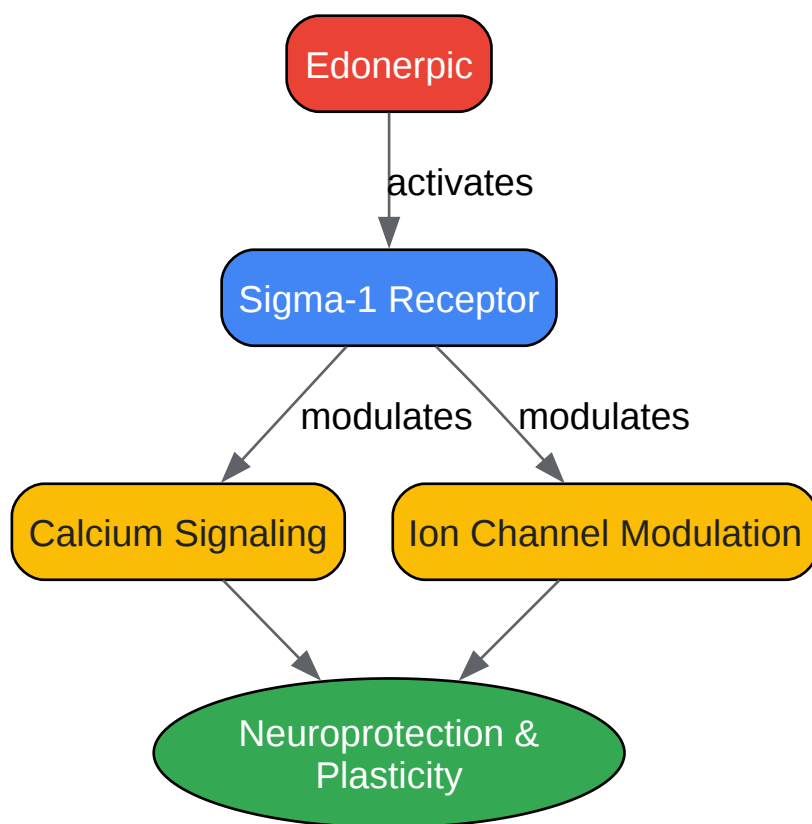 Edonerpic
activates
Sigma-1 Receptor
modulates
modulates
Calcium Signaling
Ion Channel Modulation
Neuroprotection &
Plasticity